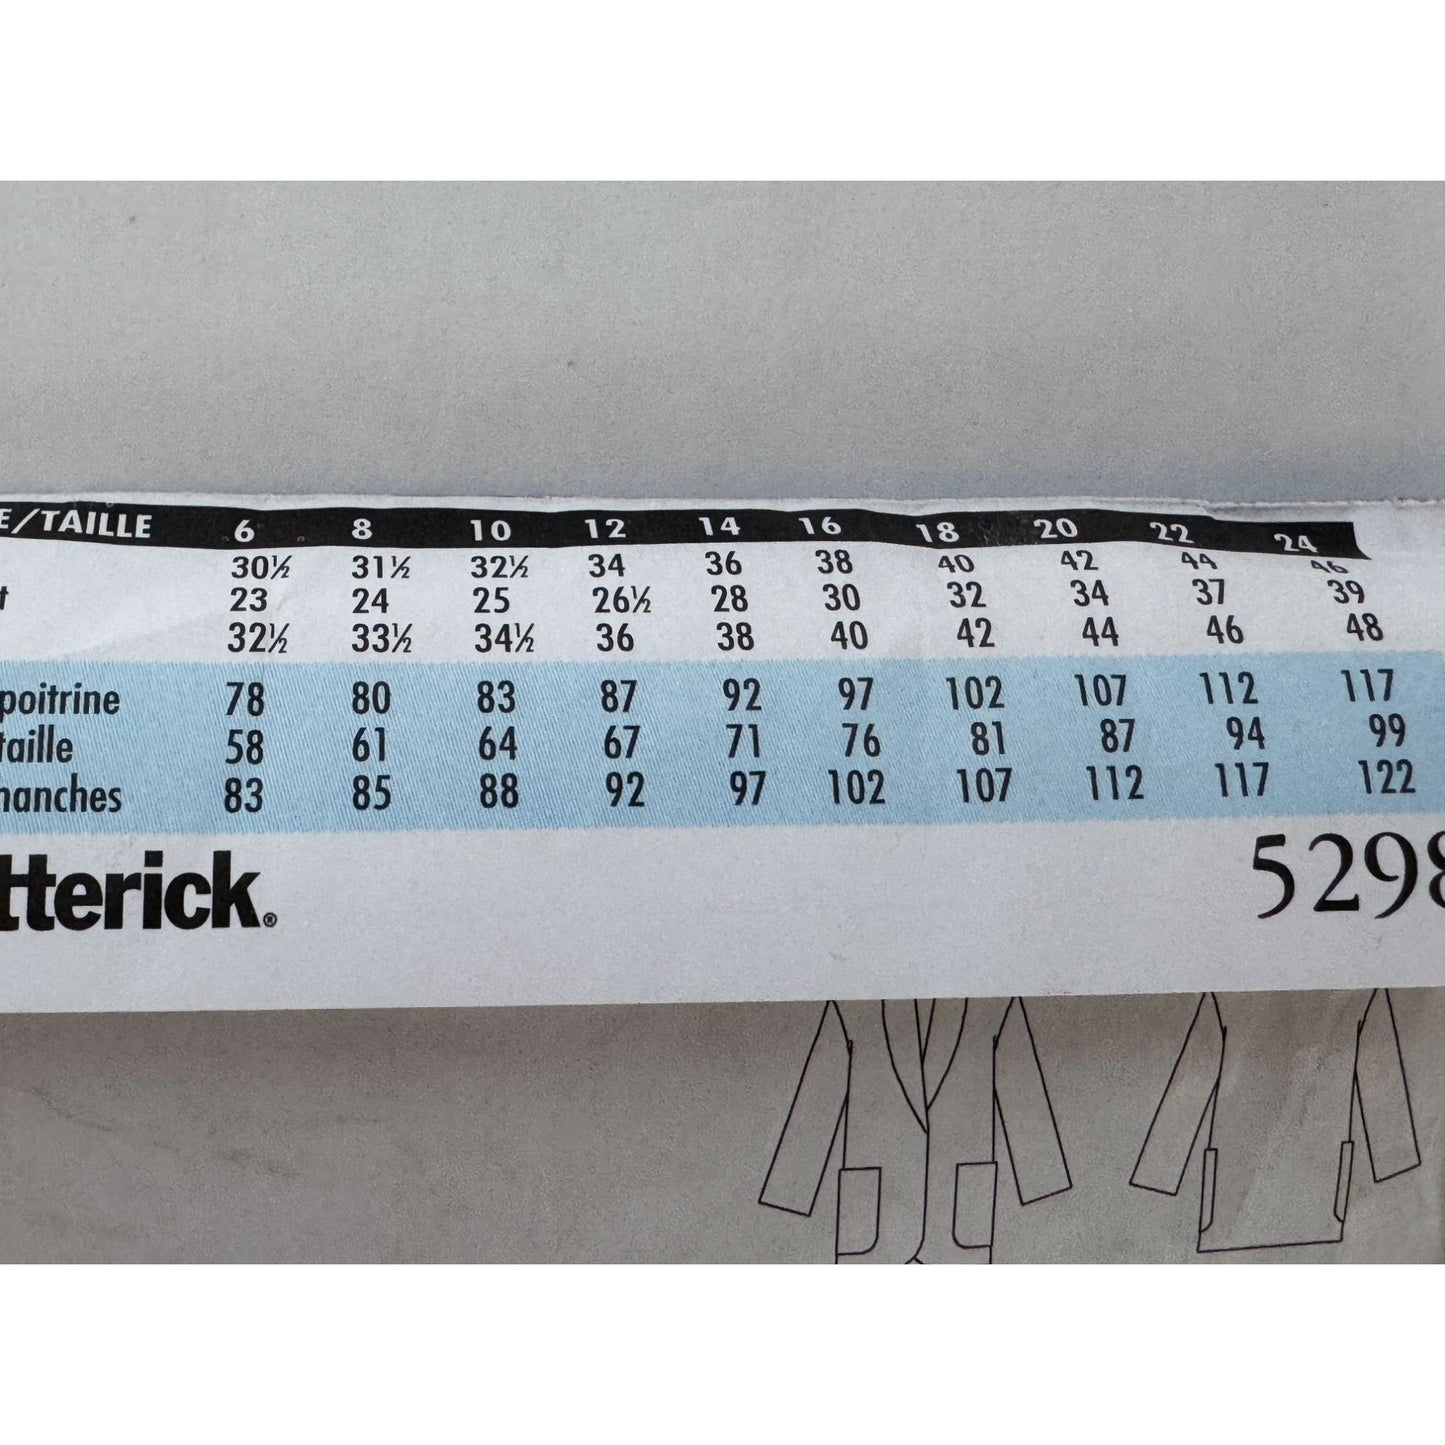 E/TAILLE 6 8 10 12 14 16 18 20 22 24
30½ 31½ 32½ 34 36 38 40 42 44 46
t 23 24 25 26½ 28 30 32 34 37 39
32½ 33½ 34½ 36 38 40 42 44 46 48
poitrine 78 80 83 87 92 97 102 107 112 117
taille 58 61 64 67 71 76 81 87 94 99
hanches 83 85 88 92 97 102 107 112 117 122
tterick®
5298